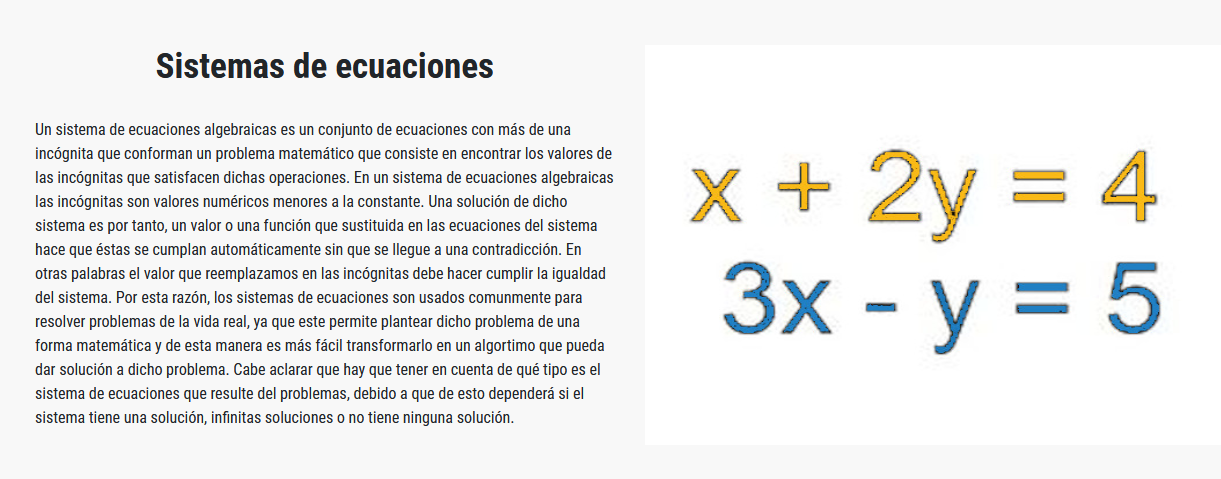 Sistemas de ecuaciones
Un sistema de ecuaciones algebraicas es un conjunto de ecuaciones con más de una
incógnita que conforman un problema matemático que consiste en encontrar los valores de
las incógnitas que satisfacen dichas operaciones. En un sistena de ecuaciones algebraicas
las incógnitas son valores numéricos menores a la constante. Una solución de dicho
sistema es por tanto, un valor o una función que sustituida en las ecuaciones del sistema
hace que éstas se cumplan automáticamente sin que se llegue a una contradicción. En
otras palabras el valor que reemplazamos en las incógnitas debe hacer cumplir la igualdad
del sistema. Por esta razón, los sistemas de ecuaciones son usados comunmente para
resolver problemas de la vida real, ya que este permite plantear dicho problema de una
forma matemática y de esta manera es más fácil transformarlo en un algortimo que pueda
dar solución a dicho problema. Cabe aclarar que hay que tener en cuenta de qué tipo es el
sistema de ecuaciones que resulte del problemas, debido a que de esto dependerá si el
sistema tiene una solución, infinitas soluciones o no tiene ninguna solución.
x + 2y = 4
3x - y = 5